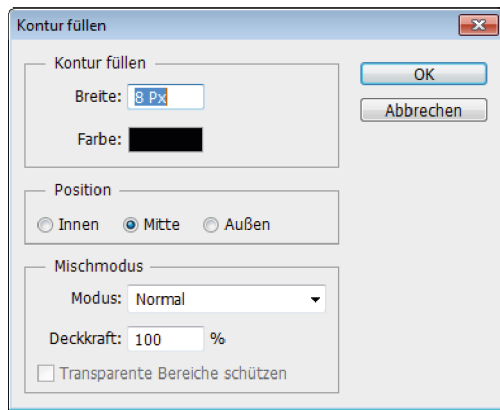 Kontur füllen
Kontur füllen
Breite: 8 Px
Farbe:
OK
Abbrechen
Position
Innen Mitte Außen
Mischmodus
Modus: Normal
Deckkraft: 100 %
Transparente Bereiche schützen